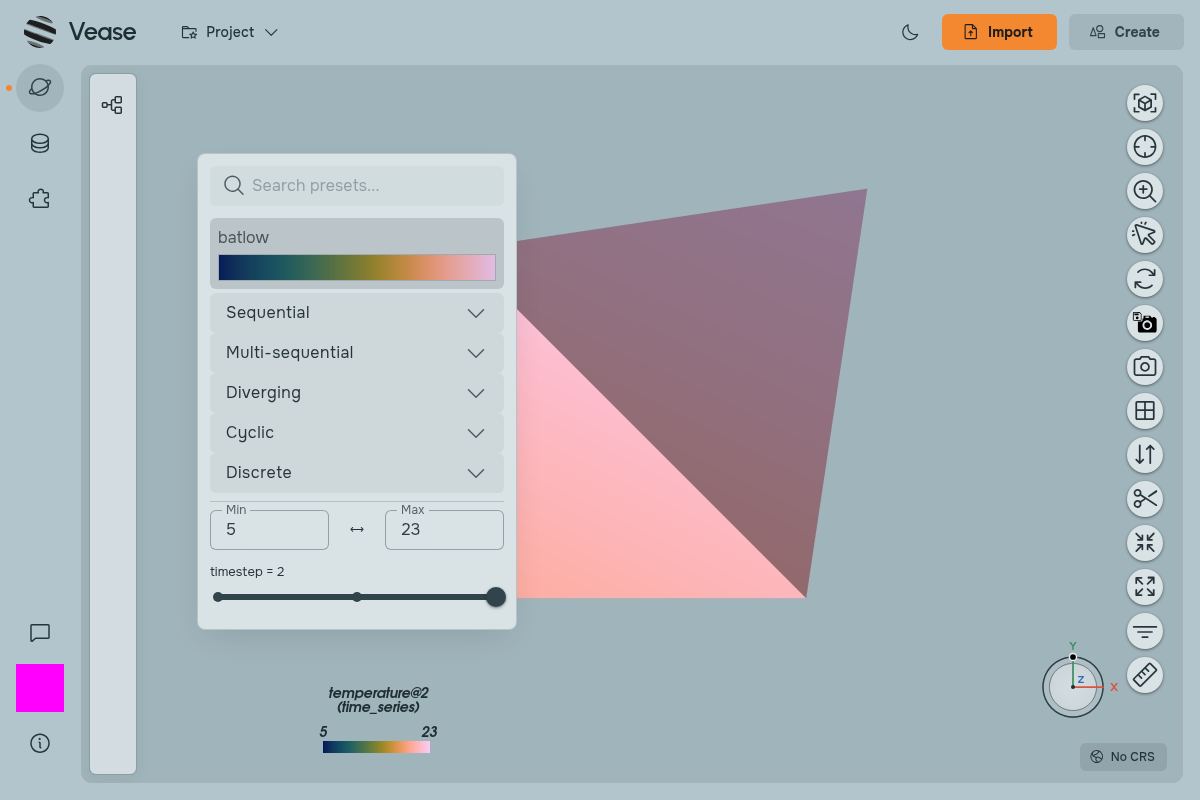 Vease
Project
Import
Create
Search presets...
batlow
Sequential
Multi-sequential
Diverging
Cyclic
Discrete
Min
Max
5
23
timestep = 2
temperature@2
(time_series)
5
23
Y
Z
X
No CRS